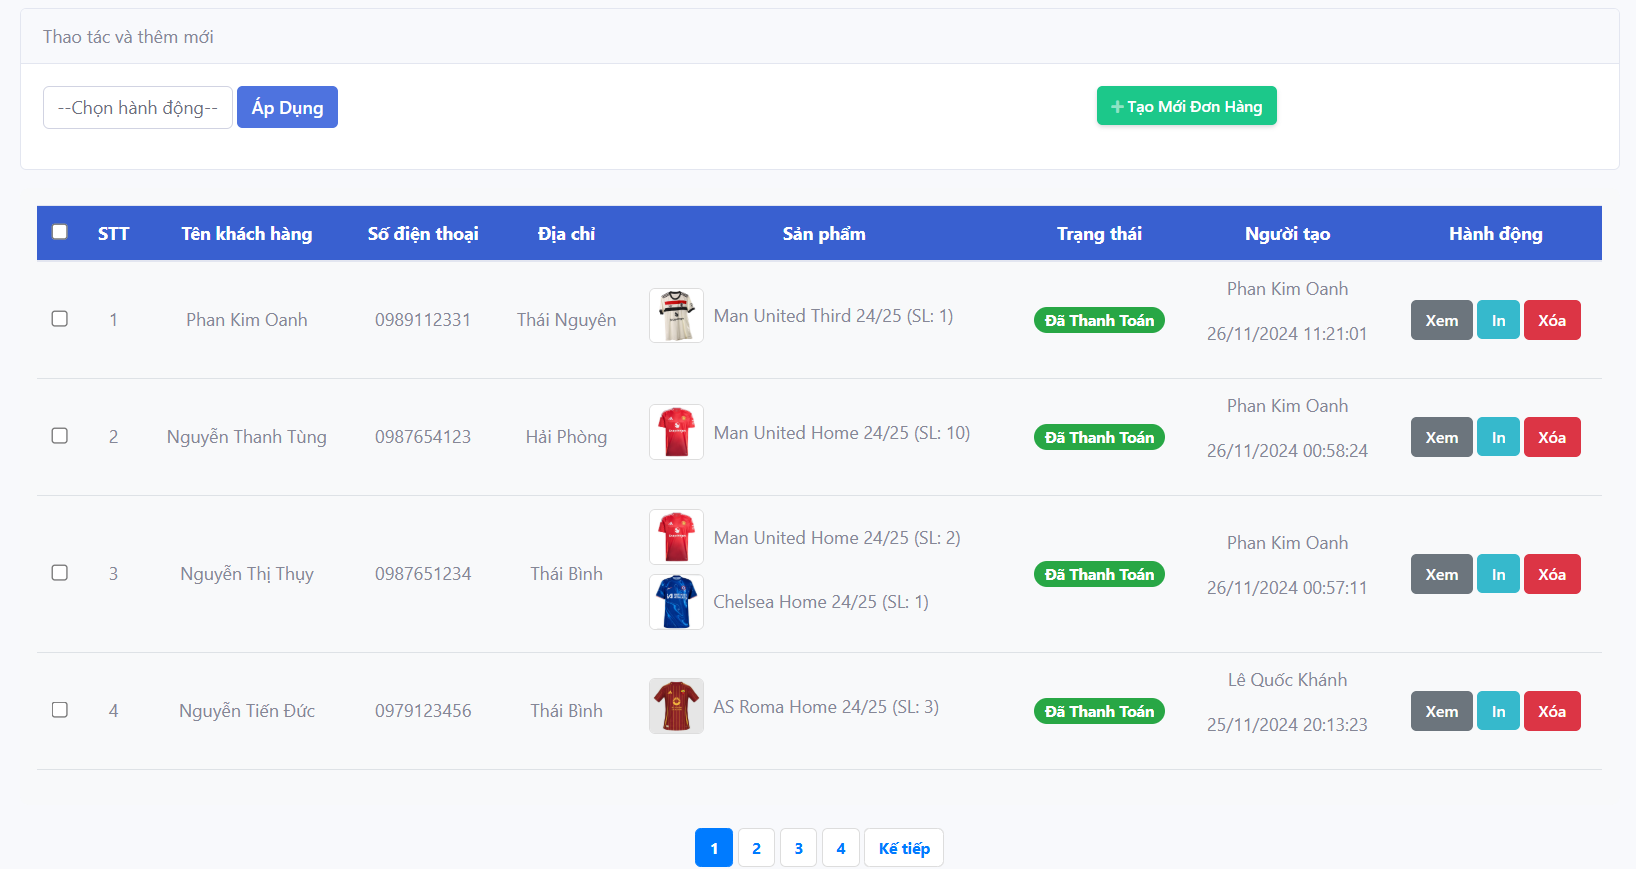 Thao tác và thêm mới
--Chọn hành động--
Áp Dụng
+ Tạo Mới Đơn Hàng
STT Tên khách hàng Số điện thoại Địa chỉ Sản phẩm Trạng thái Người tạo Hành động
1 Phan Kim Oanh 0989112331 Thái Nguyên Man United Third 24/25 (SL: 1) Đã Thanh Toán Phan Kim Oanh
26/11/2024 11:21:01
Xem In Xóa
2 Nguyễn Thanh Tùng 0987654123 Hải Phòng Man United Home 24/25 (SL: 10) Đã Thanh Toán Phan Kim Oanh
26/11/2024 00:58:24
Xem In Xóa
3 Nguyễn Thị Thụy 0987651234 Thái Bình Man United Home 24/25 (SL: 2)
Chelsea Home 24/25 (SL: 1)
Đã Thanh Toán Phan Kim Oanh
26/11/2024 00:57:11
Xem In Xóa
4 Nguyễn Tiến Đức 0979123456 Thái Bình AS Roma Home 24/25 (SL: 3) Đã Thanh Toán Lê Quốc Khánh
25/11/2024 20:13:23
Xem In Xóa
1 2 3 4 Kế tiếp